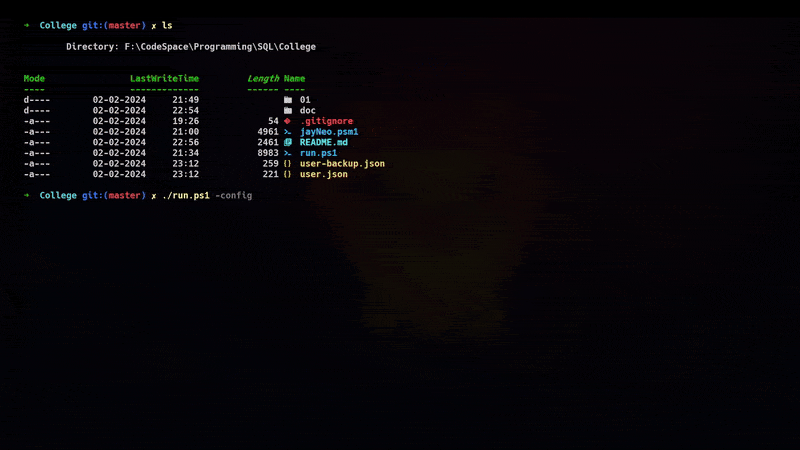 ➜ College git:(master) ✗ ls
Directory: F:\CodeSpace\Programming\SQL\College
Mode LastWriteTime Length Name
---- ------------- ------ ----
d---- 02-02-2024 21:49 01
d---- 02-02-2024 22:54 doc
-a--- 02-02-2024 19:26 54 .gitignore
-a--- 02-02-2024 21:00 4961 jayNeo.psm1
-a--- 02-02-2024 22:56 2461 README.md
-a--- 02-02-2024 21:34 8983 run.ps1
-a--- 02-02-2024 23:12 259 {} user-backup.json
-a--- 02-02-2024 23:12 221 {} user.json
➜ College git:(master) ✗ ./run.ps1 -config